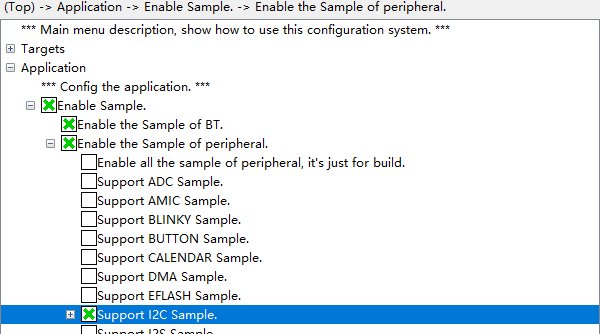 (Top) -> Application -> Enable Sample. -> Enable the Sample of peripheral.
*** Main menu description, show how to use this configuration system. ***
Targets
Application
*** Config the application. ***
Enable Sample.
Enable the Sample of BT.
Enable the Sample of peripheral.
Enable all the sample of peripheral, it's just for build.
Support ADC Sample.
Support AMIC Sample.
Support BLINKY Sample.
Support BUTTON Sample.
Support CALENDAR Sample.
Support DMA Sample.
Support EFLASH Sample.
Support I2C Sample.
Support I2S Sample.